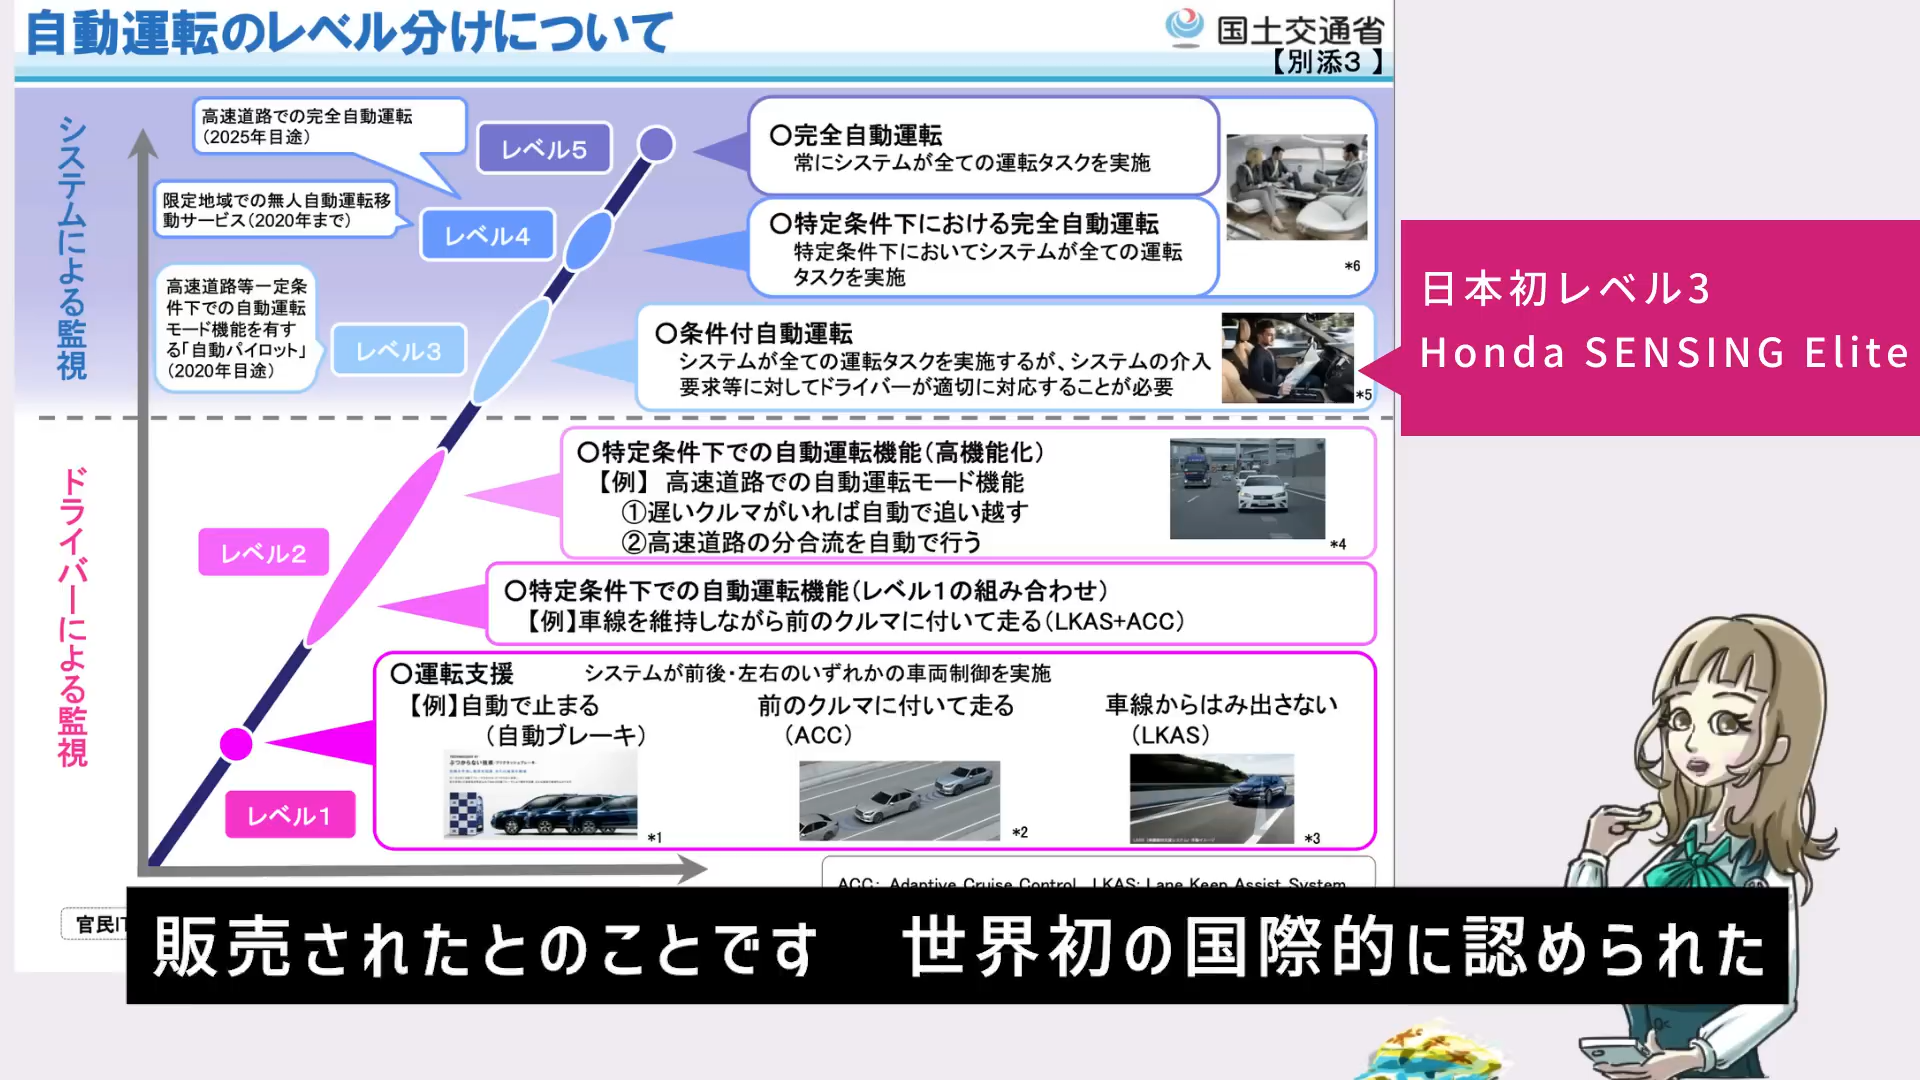 自動運転のレベル分けについて
国土交通省
【別添3】
システムによる監視
ドライバーによる監視
高速道路での完全自動運転
(2025年目途)
レベル5
〇完全自動運転
常にシステムが全ての運転タスクを実施
限定地域での無人自動運転移
動サービス(2020年まで)
レベル4
〇特定条件下における完全自動運転
特定条件下においてシステムが全ての運転
タスクを実施
*6
高速道路等一定条
件下での自動運転
モード機能を有す
る「自動パイロット」
(2020年目途)
レベル3
〇条件付自動運転
システムが全ての運転タスクを実施するが、システムの介入
要求等に対してドライバーが適切に対応することが必要
*5
日本初レベル3
Honda SENSING Elite
レベル2
〇特定条件下での自動運転機能(高機能化)
【例】 高速道路での自動運転モード機能
①遅いクルマがいれば自動で追い越す
②高速道路の分合流を自動で行う
*4
〇特定条件下での自動運転機能(レベル1の組み合わせ)
【例】車線を維持しながら前のクルマに付いて走る(LKAS+ACC)
レベル1
〇運転支援 システムが前後・左右のいずれかの車両制御を実施
【例】自動で止まる
(自動ブレーキ)
*1
前のクルマに付いて走る
(ACC)
*2
車線からはみ出さない
(LKAS)
*3
ACC: Adaptive Cruise Control, LKAS: Lane Keep Assist System
官民IT
販売されたとのことです 世界初の国際的に認められた